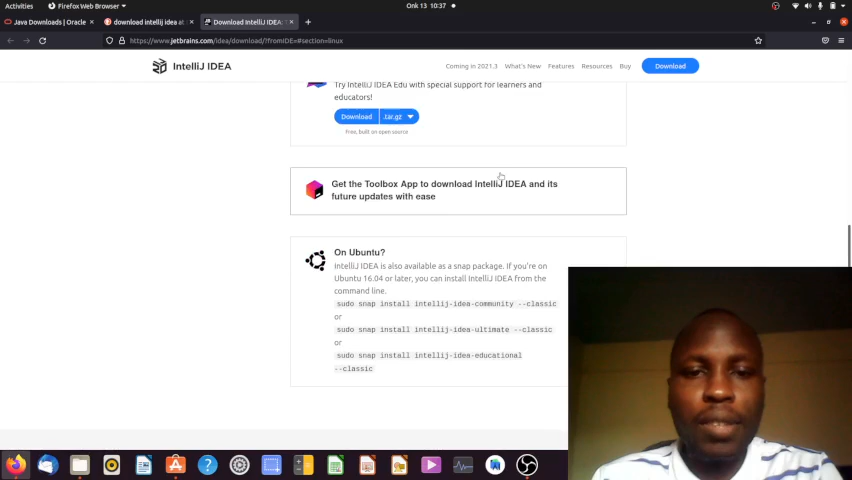 Activities
Firefox Web Browser
Onk 13 10:37
Java Downloads | Oracle
download intellij idea at
Download IntelliJ IDEA:
https://www.jetbrains.com/idea/download/?fromIDE=#section=linux
IntelliJ IDEA
Coming in 2021.3
What's New
Features
Resources
Buy
Download
Try IntelliJ IDEA Edu with special support for learners and
educators!
Download
.tar.gz
Free, built on open source
Get the Toolbox App to download IntelliJ IDEA and its
future updates with ease
On Ubuntu?
IntelliJ IDEA is also available as a snap package. If you're on
Ubuntu 16.04 or later, you can install IntelliJ IDEA from the
command line.
sudo snap install intellij-idea-community --classic
or
sudo snap install intellij-idea-ultimate --classic
or
sudo snap install intellij-idea-educational
--classic